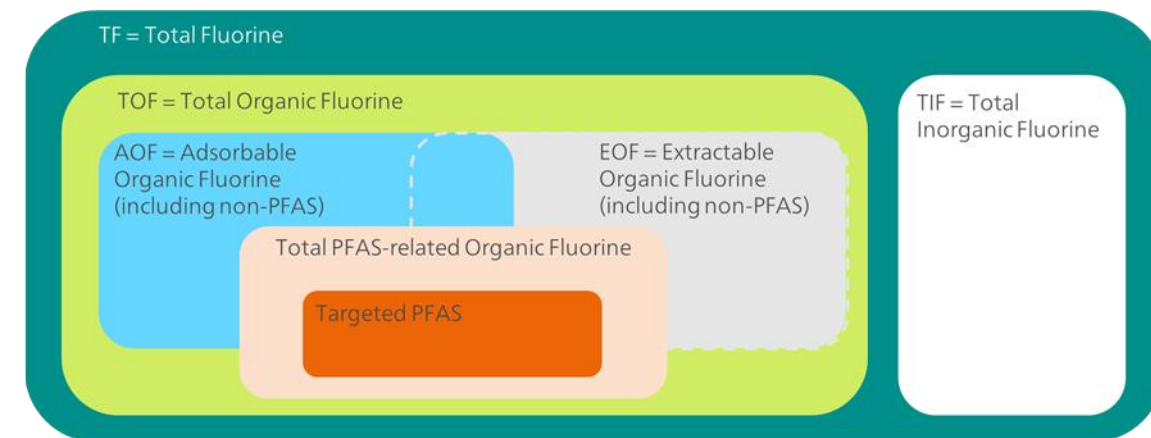 TF = Total Fluorine
TOF = Total Organic Fluorine
TIF = Total
Inorganic Fluorine
AOF = Adsorbable
Organic Fluorine
(including non-PFAS)
EOF = Extractable
Organic Fluorine
(including non-PFAS)
Total PFAS-related Organic Fluorine
Targeted PFAS